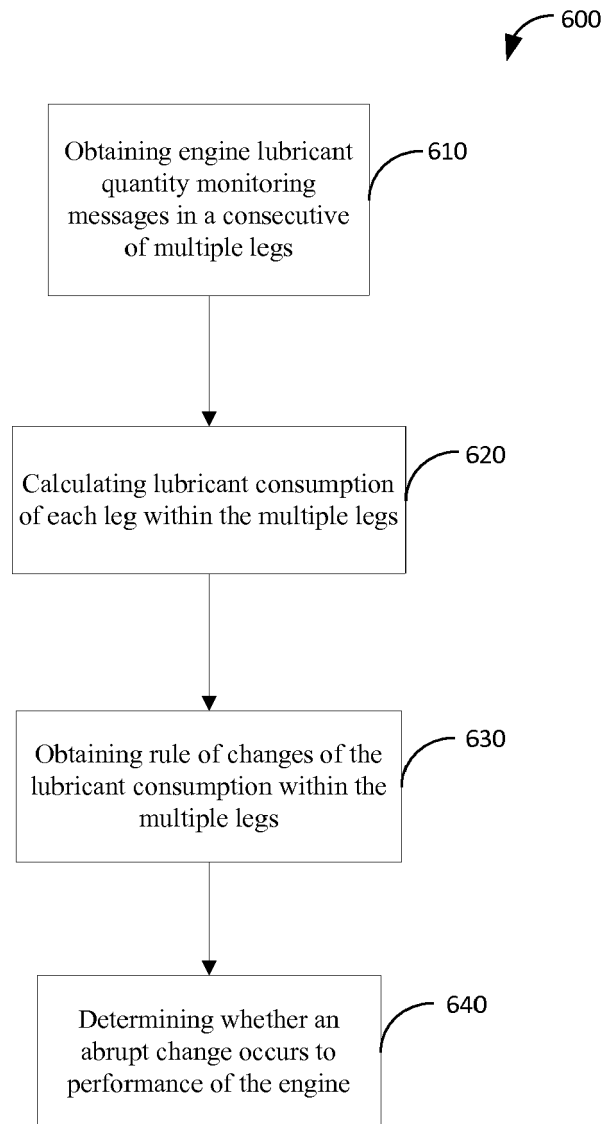 600
Obtaining engine lubricant
quantity monitoring
messages in a consecutive
of multiple legs
610
Calculating lubricant consumption
of each leg within the multiple legs
620
Obtaining rule of changes of the
lubricant consumption within the
multiple legs
630
Determining whether an
abrupt change occurs to
performance of the engine
640